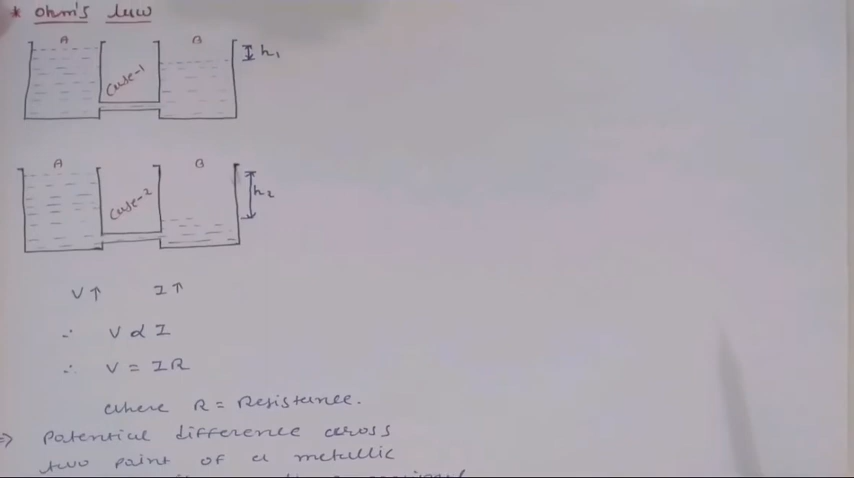 * Ohm's law
A B
h₁
Case-1
A B
h₂
Case-2
V↑ I↑
∴ V ∝ I
∴ V = IR
where R = Resistance.
=> Potential difference across
two point of a metallic